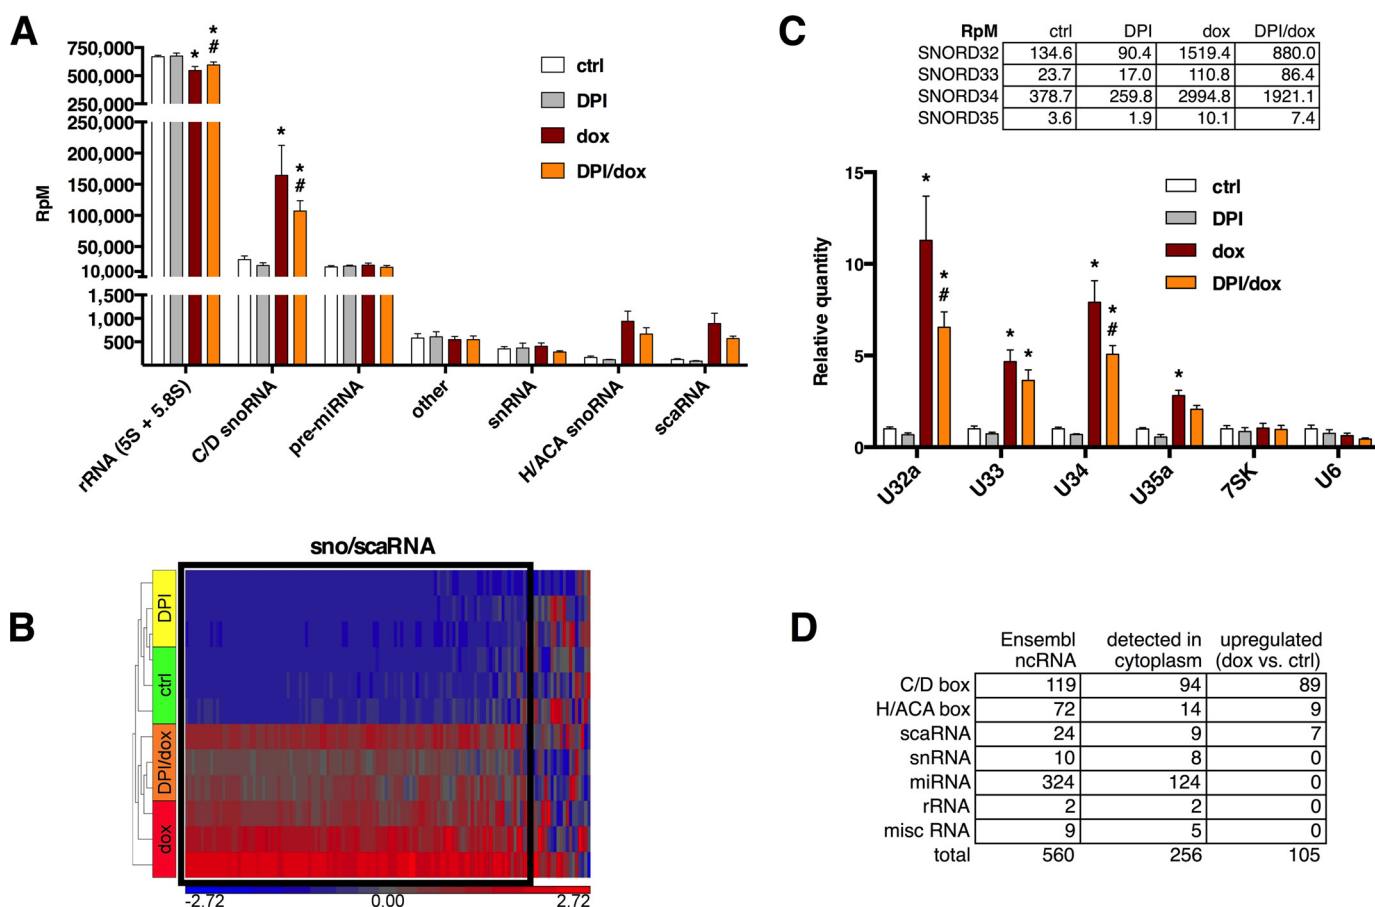 A
RpM
750,000
500,000
250,000
250,000
200,000
150,000
100,000
50,000
10,000
1,500
1,000
500
*
*
#
*
*
#
ctrl
DPI
dox
DPI/dox
rRNA (5S + 5.8S)
C/D snoRNA
pre-miRNA
other
snRNA
H/ACA snoRNA
scaRNA
B
sno/scaRNA
DPI
ctrl
DPI/dox
dox
-2.72 0.00 2.72
C
RpM ctrl DPI dox DPI/dox
SNORD32 134.6 90.4 1519.4 880.0
SNORD33 23.7 17.0 110.8 86.4
SNORD34 378.7 259.8 2994.8 1921.1
SNORD35 3.6 1.9 10.1 7.4
Relative quantity
15
10
5
0
*
*
#
*
*
*
*
#
*
ctrl
DPI
dox
DPI/dox
U32a
U33
U34
U35a
7SK
U6
D
Ensembl detected in upregulated
ncRNA cytoplasm (dox vs. ctrl)
C/D box 119 94 89
H/ACA box 72 14 9
scaRNA 24 9 7
snRNA 10 8 0
miRNA 324 124 0
rRNA 2 2 0
misc RNA 9 5 0
total 560 256 105